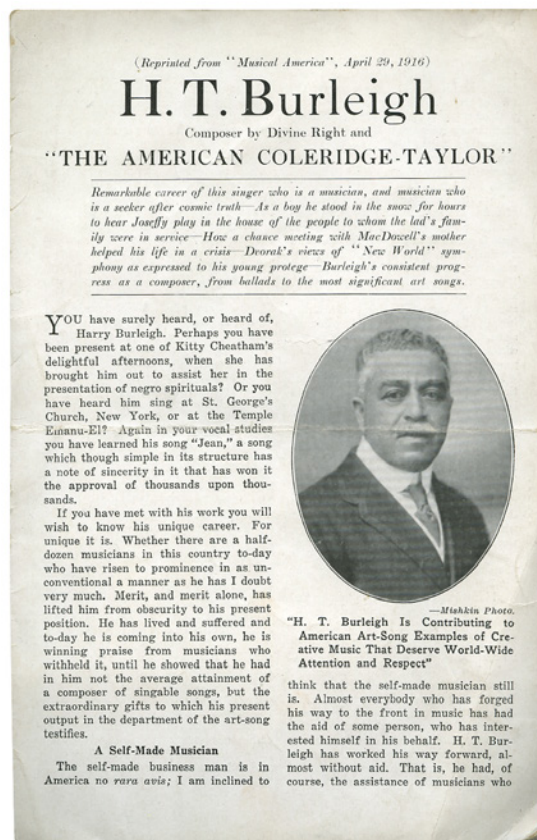 (Reprinted from "Musical America", April 29, 1916)
H. T. Burleigh
Composer by Divine Right and
"THE AMERICAN COLERIDGE-TAYLOR"
Remarkable career of this singer who is a musician, and musician who
is a seeker after cosmic truth—As a boy he stood in the snow for hours
to hear Joseffy play in the house of the people to whom the lad's fam-
ily were in service—How a chance meeting with MacDowell's mother
helped his life in a crisis—Dvorak's views of "New World" sym-
phony as expressed to his young protege—Burleigh's consistent prog-
ress as a composer, from ballads to the most significant art songs.
YOU have surely heard, or heard of,
Harry Burleigh. Perhaps you have
been present at one of Kitty Cheatham's
delightful afternoons, when she has
brought him out to assist her in the
presentation of negro spirituals? Or you
have heard him sing at St. George's
Church, New York, or at the Temple
Emanu-El? Again in your vocal studies
you have learned his song "Jean," a song
which though simple in its structure has
a note of sincerity in it that has won it
the approval of thousands upon thou-
sands.
If you have met with his work you will
wish to know his unique career. For
unique it is. Whether there are a half-
dozen musicians in this country to-day
who have risen to prominence in as un-
conventional a manner as he has I doubt
very much. Merit, and merit alone, has
lifted him from obscurity to his present
position. He has lived and suffered and
to-day he is coming into his own, he is
winning praise from musicians who
withheld it, until he showed that he had
in him not the average attainment of
a composer of singable songs, but the
extraordinary gifts to which his present
output in the department of the art-song
testifies.
A Self-Made Musician
The self-made business man is in
America no rara avis; I am inclined to
—Mishkin Photo.
"H. T. Burleigh Is Contributing to
American Art-Song Examples of Cre-
ative Music That Deserve World-Wide
Attention and Respect"
think that the self-made musician still
is. Almost everybody who has forged
his way to the front in music has had
the aid of some person, who has inter-
ested himself in his behalf. H. T. Bur-
leigh has worked his way forward, al-
most without aid. That is, he had, of
course, the assistance of musicians who